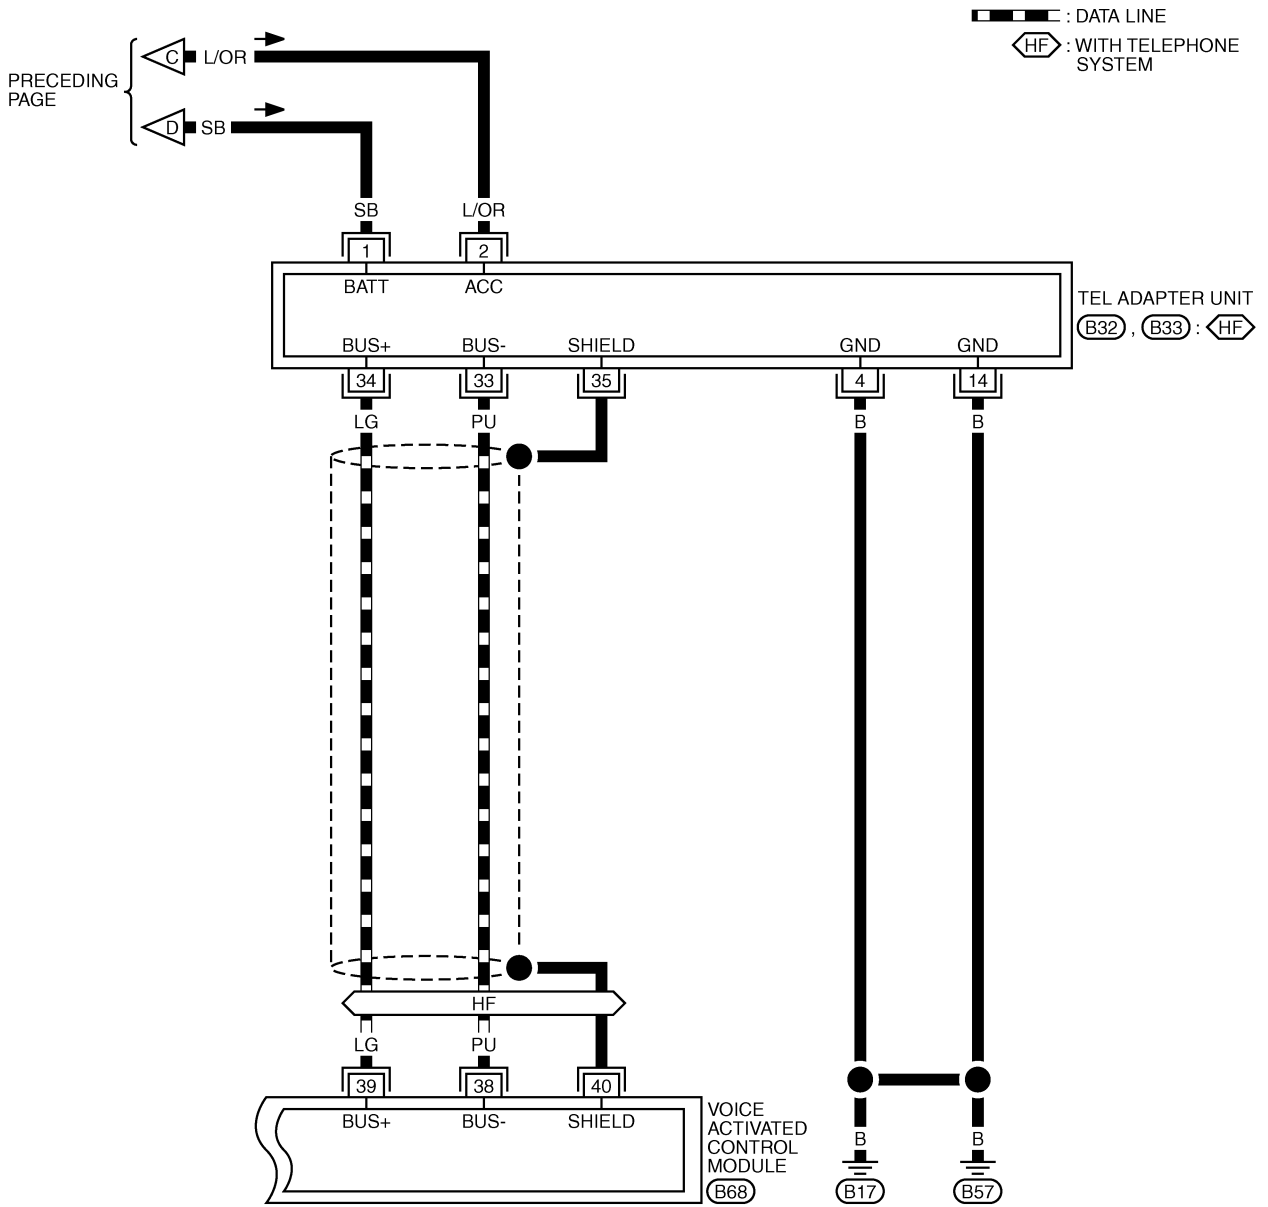 : DATA LINE
HF : WITH TELEPHONE
SYSTEM
PRECEDING
PAGE
C L/OR
D SB
SB L/OR
1 2
BATT ACC
TEL ADAPTER UNIT
B32 , B33 : HF
BUS+ BUS- SHIELD GND GND
34 33 35 4 14
LG PU B B
HF
LG PU
39 38 40
BUS+ BUS- SHIELD
VOICE
ACTIVATED
CONTROL
MODULE
B68
B B
B17 B57